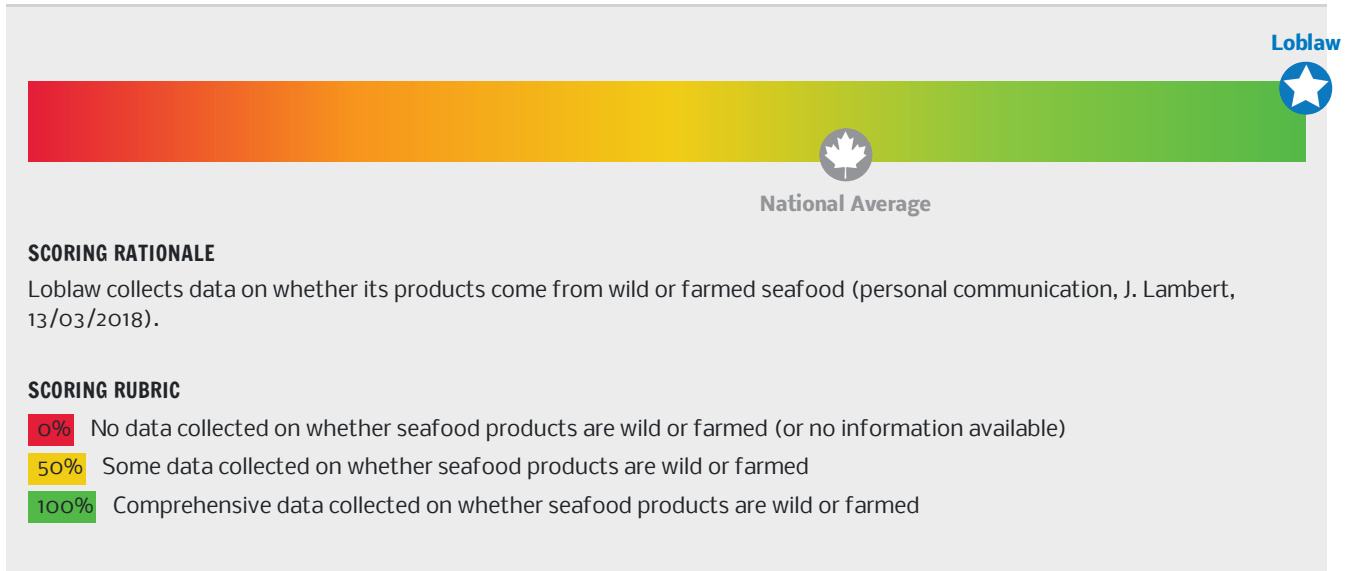 Loblaw
National Average
SCORING RATIONALE
Loblaw collects data on whether its products come from wild or farmed seafood (personal communication, J. Lambert,
13/03/2018).
SCORING RUBRIC
0% No data collected on whether seafood products are wild or farmed (or no information available)
50% Some data collected on whether seafood products are wild or farmed
100% Comprehensive data collected on whether seafood products are wild or farmed